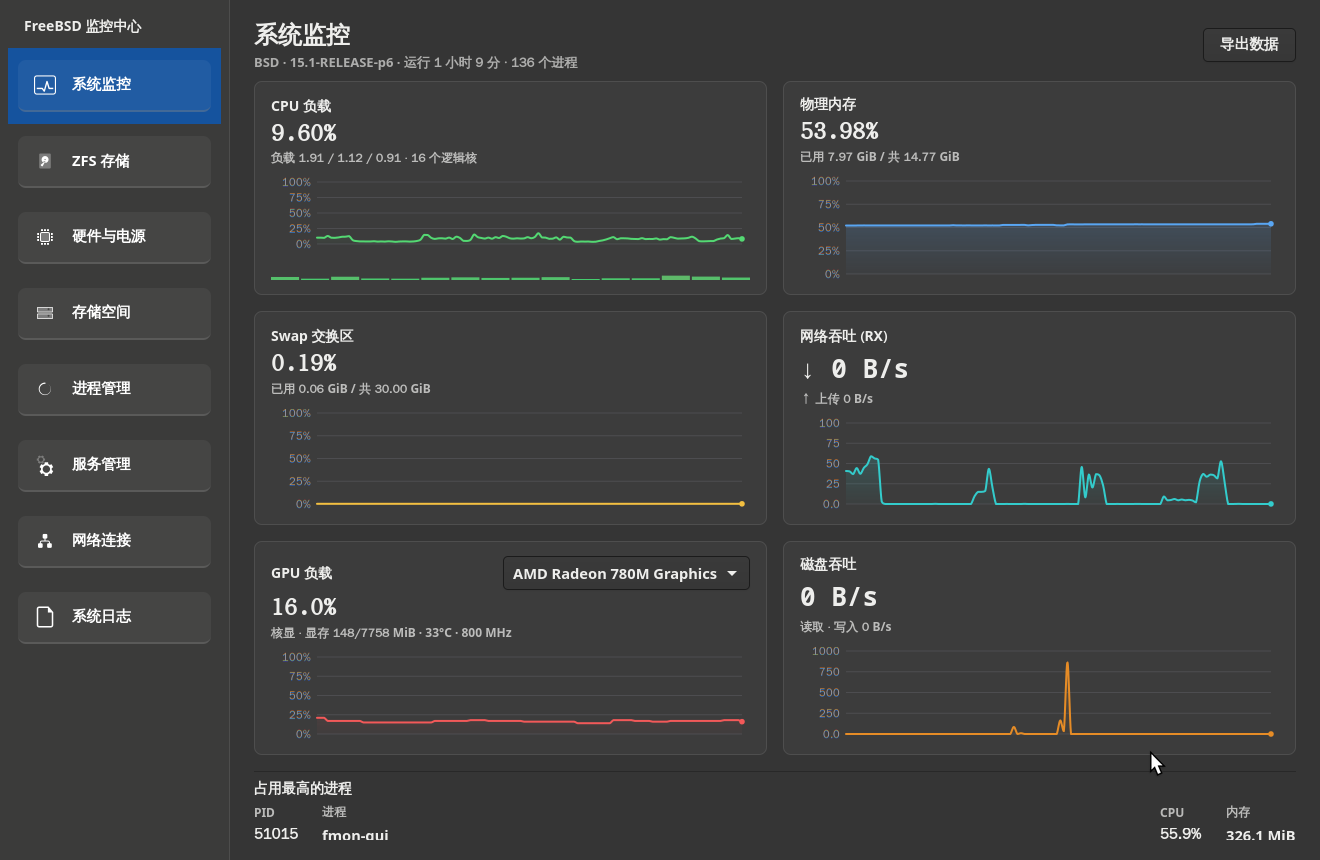 FreeBSD 监控中心
系统监控
ZFS 存储
硬件与电源
存储空间
进程管理
服务管理
网络连接
系统日志
系统监控
BSD · 15.1-RELEASE-p6 · 运行 1 小时 9 分 · 136 个进程
导出数据
CPU 负载
9.60%
负载 1.91 / 1.12 / 0.91 · 16 个逻辑核
100%
75%
50%
25%
0%
物理内存
53.98%
已用 7.97 GiB / 共 14.77 GiB
100%
75%
50%
25%
0%
Swap 交换区
0.19%
已用 0.06 GiB / 共 30.00 GiB
100%
75%
50%
25%
0%
网络吞吐 (RX)
↓ 0 B/s
↑ 上传 0 B/s
100
75
50
25
0.0
GPU 负载
AMD Radeon 780M Graphics
16.0%
核显 · 显存 148/7758 MiB · 33°C · 800 MHz
100%
75%
50%
25%
0%
磁盘吞吐
0 B/s
读取 · 写入 0 B/s
1000
750
500
250
0.0
占用最高的进程
PID 进程 CPU 内存
51015 fmon-gui 55.9% 326.1 MiB